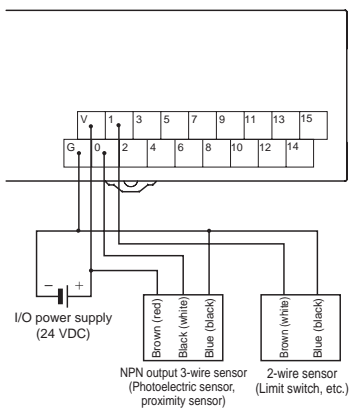 V 1 3 5 7 9 11 13 15
G 0 2 4 6 8 10 12 14
− +
I/O power supply
(24 VDC)
Brown (red)
Black (white)
Blue (black)
NPN output 3-wire sensor
(Photoelectric sensor,
proximity sensor)
Brown (white)
Blue (black)
2-wire sensor
(Limit switch, etc.)